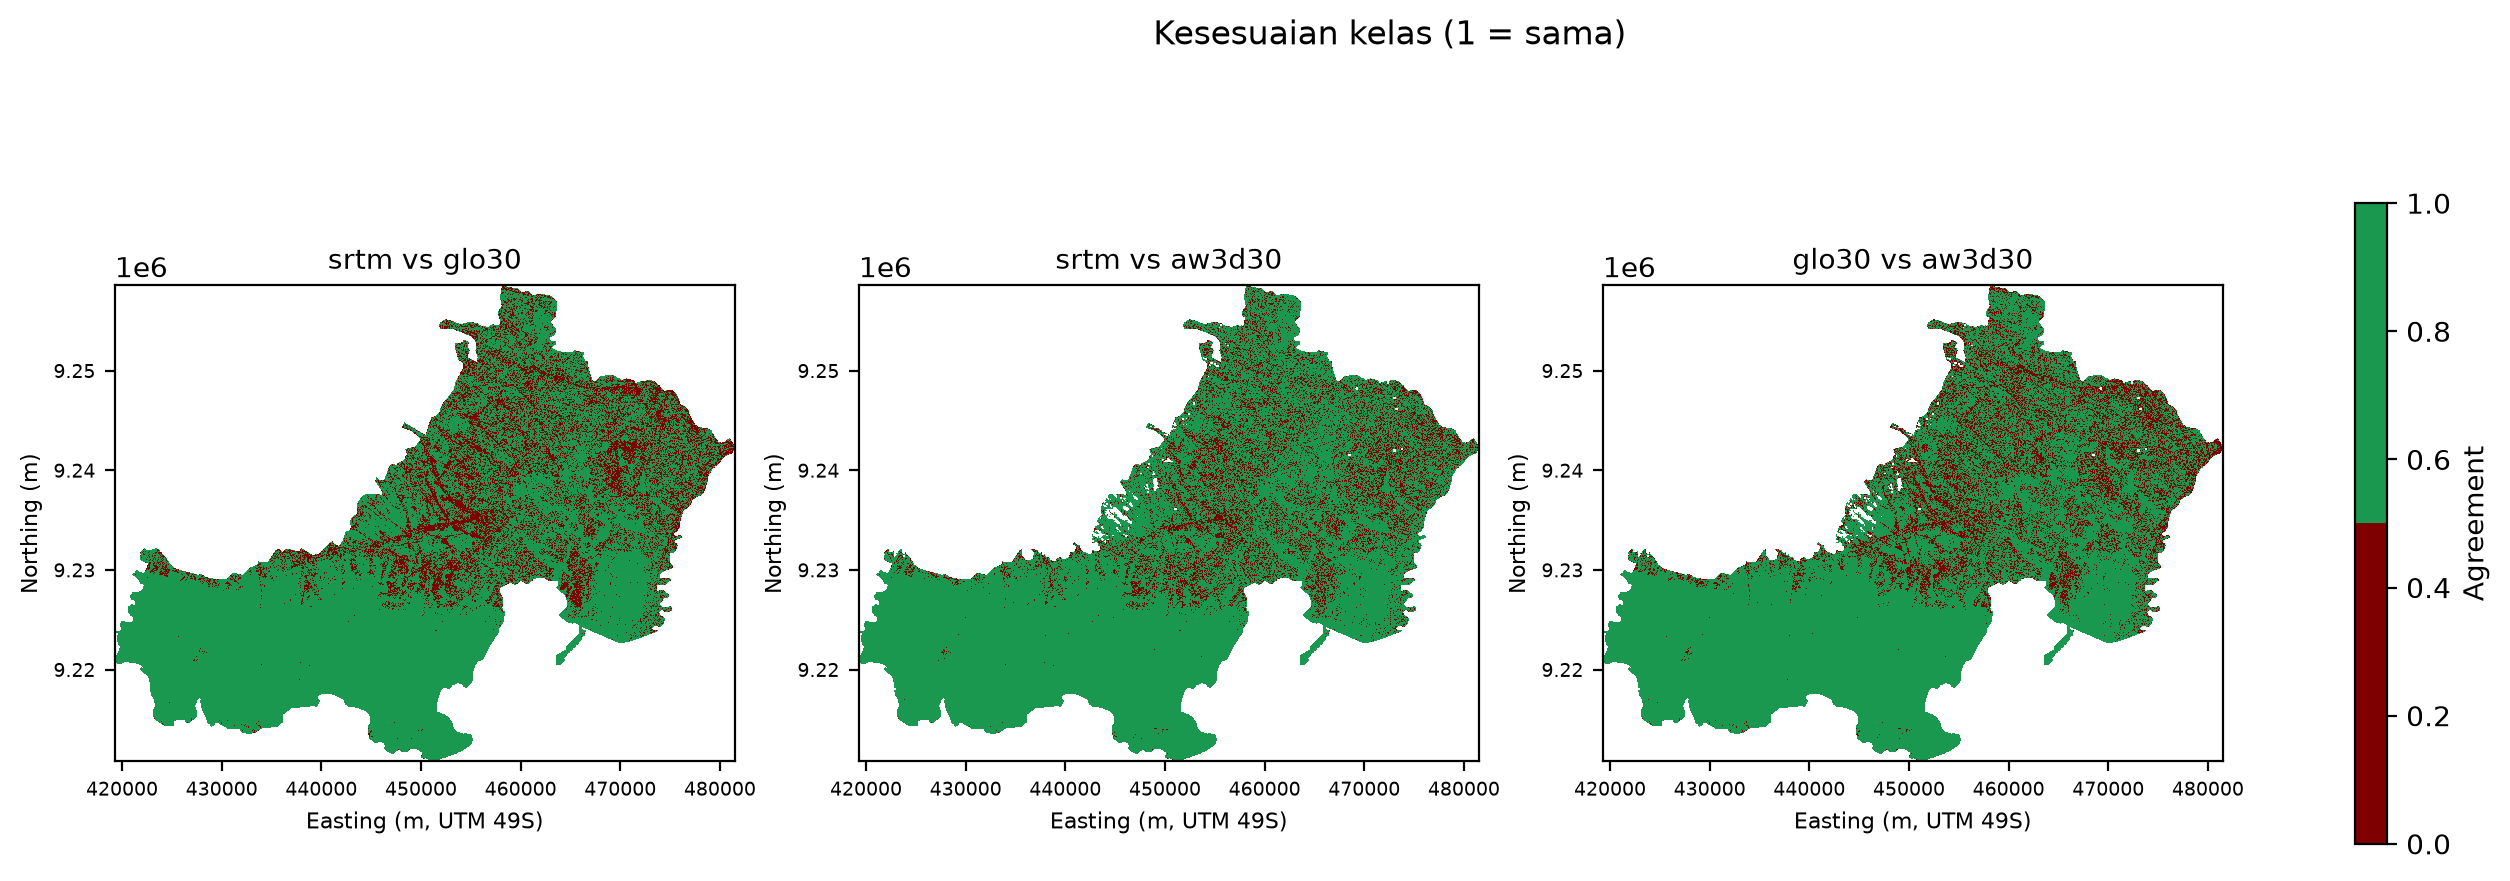 Kesesuaian kelas (1 = sama)
srtm vs glo30
1e6
9.25
9.24
9.23
9.22
Northing (m)
420000 430000 440000 450000 460000 470000 480000
Easting (m, UTM 49S)
srtm vs aw3d30
1e6
9.25
9.24
9.23
9.22
Northing (m)
420000 430000 440000 450000 460000 470000 480000
Easting (m, UTM 49S)
glo30 vs aw3d30
1e6
9.25
9.24
9.23
9.22
Northing (m)
420000 430000 440000 450000 460000 470000 480000
Easting (m, UTM 49S)
1.0
0.8
0.6
0.4
0.2
0.0
Agreement